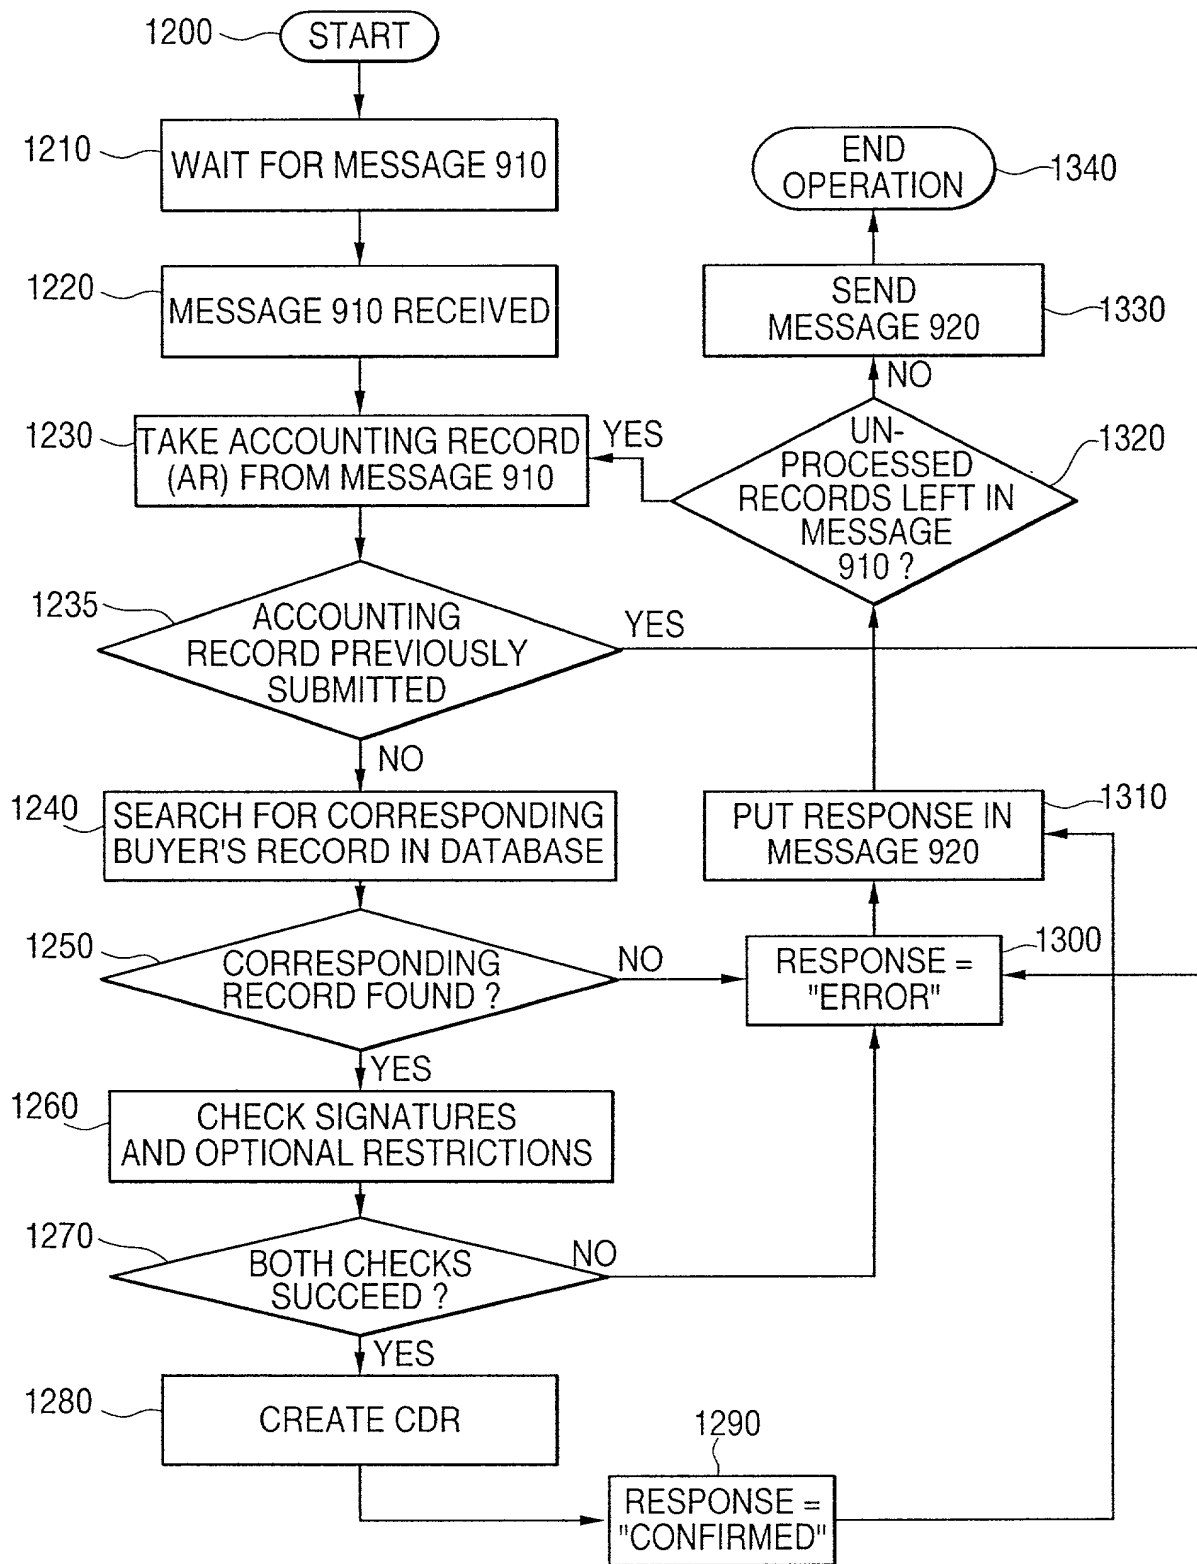 1200
START
1210
WAIT FOR MESSAGE 910
1220
MESSAGE 910 RECEIVED
1230
TAKE ACCOUNTING RECORD
(AR) FROM MESSAGE 910
1235
ACCOUNTING
RECORD PREVIOUSLY
SUBMITTED
YES
NO
1240
SEARCH FOR CORRESPONDING
BUYER'S RECORD IN DATABASE
1250
CORRESPONDING
RECORD FOUND ?
NO
YES
1260
CHECK SIGNATURES
AND OPTIONAL RESTRICTIONS
1270
BOTH CHECKS
SUCCEED ?
NO
YES
1280
CREATE CDR
1290
RESPONSE =
"CONFIRMED"
1300
RESPONSE =
"ERROR"
1310
PUT RESPONSE IN
MESSAGE 920
1320
UN-
PROCESSED
RECORDS LEFT IN
MESSAGE
910 ?
YES
NO
1330
SEND
MESSAGE 920
1340
END
OPERATION